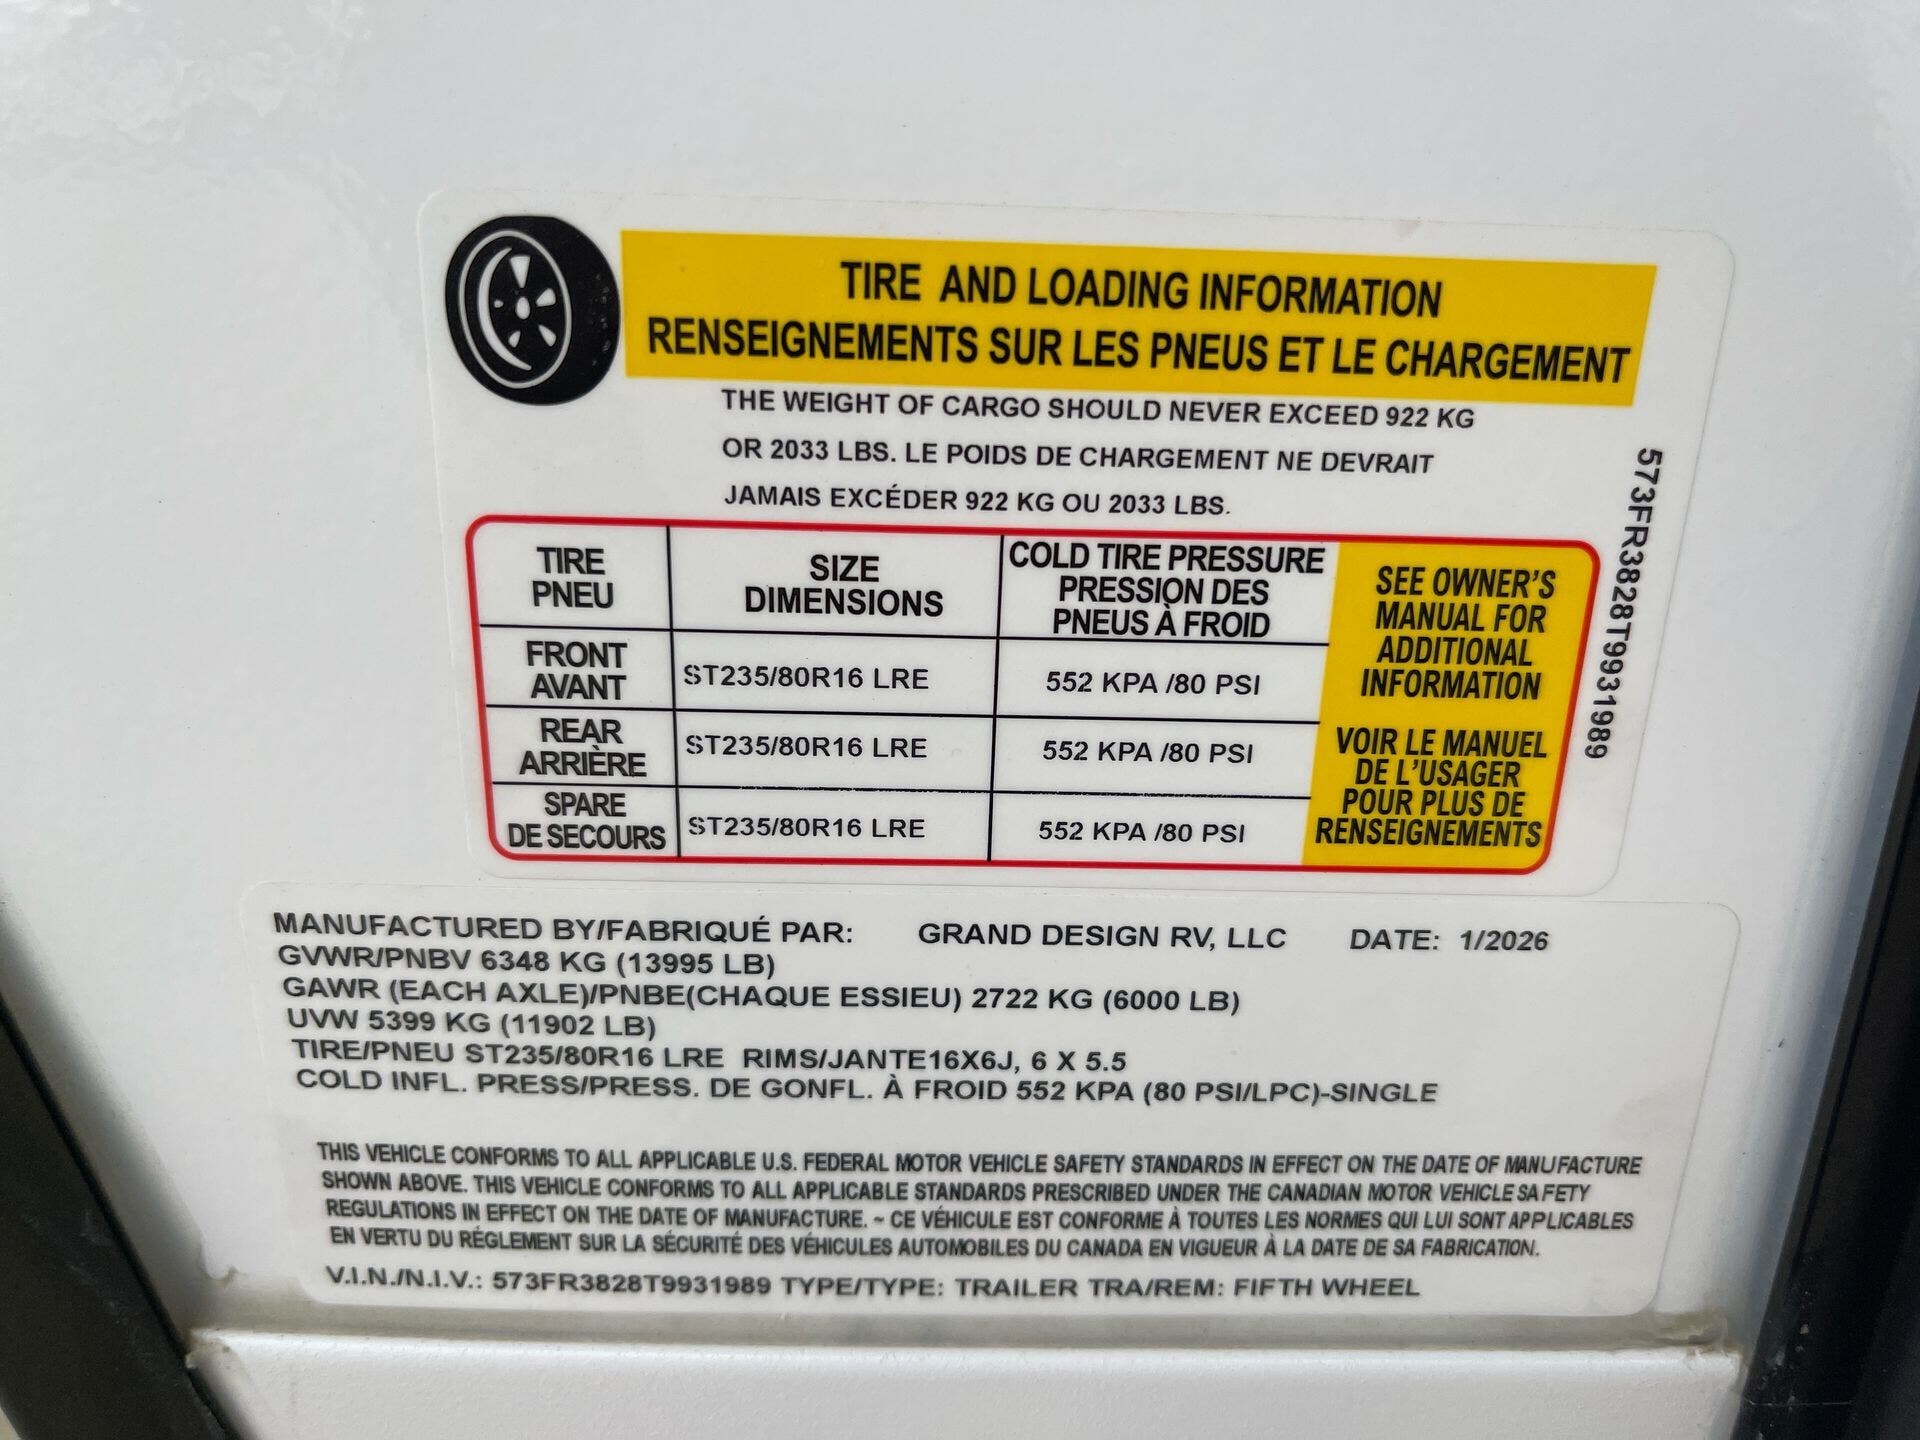 TIRE AND LOADING INFORMATION
RENSEIGNEMENTS SUR LES PNEUS ET LE CHARGEMENT
THE WEIGHT OF CARGO SHOULD NEVER EXCEED 922 KG
OR 2033 LBS. LE POIDS DE CHARGEMENT NE DEVRAIT
JAMAIS EXCÉDER 922 KG OU 2033 LBS.
TIRE
PNEU
SIZE
DIMENSIONS
COLD TIRE PRESSURE
PRESSION DES
PNEUS À FROID
FRONT
AVANT
ST235/80R16 LRE
552 KPA /80 PSI
REAR
ARRIÈRE
ST235/80R16 LRE
552 KPA /80 PSI
SPARE
DE SECOURS
ST235/80R16 LRE
552 KPA /80 PSI
SEE OWNER'S
MANUAL FOR
ADDITIONAL
INFORMATION
VOIR LE MANUEL
DE L'USAGER
POUR PLUS DE
RENSEIGNEMENTS
573FR3828T9931989
MANUFACTURED BY/FABRIQUÉ PAR: GRAND DESIGN RV, LLC DATE: 1/2026
GVWR/PNBV 6348 KG (13995 LB)
GAWR (EACH AXLE)/PNBE(CHAQUE ESSIEU) 2722 KG (6000 LB)
UVW 5399 KG (11902 LB)
TIRE/PNEU ST235/80R16 LRE RIMS/JANTE16X6J, 6 X 5.5
COLD INFL. PRESS/PRESS. DE GONFL. À FROID 552 KPA (80 PSI/LPC)-SINGLE
THIS VEHICLE CONFORMS TO ALL APPLICABLE U.S. FEDERAL MOTOR VEHICLE SAFETY STANDARDS IN EFFECT ON THE DATE OF MANUFACTURE
SHOWN ABOVE. THIS VEHICLE CONFORMS TO ALL APPLICABLE STANDARDS PRESCRIBED UNDER THE CANADIAN MOTOR VEHICLE SAFETY
REGULATIONS IN EFFECT ON THE DATE OF MANUFACTURE. ~ CE VÉHICULE EST CONFORME À TOUTES LES NORMES QUI LUI SONT APPLICABLES
EN VERTU DU RÉGLEMENT SUR LA SÉCURITÉ DES VÉHICULES AUTOMOBILES DU CANADA EN VIGUEUR À LA DATE DE SA FABRICATION.
V.I.N./N.I.V.: 573FR3828T9931989 TYPE/TYPE: TRAILER TRA/REM: FIFTH WHEEL